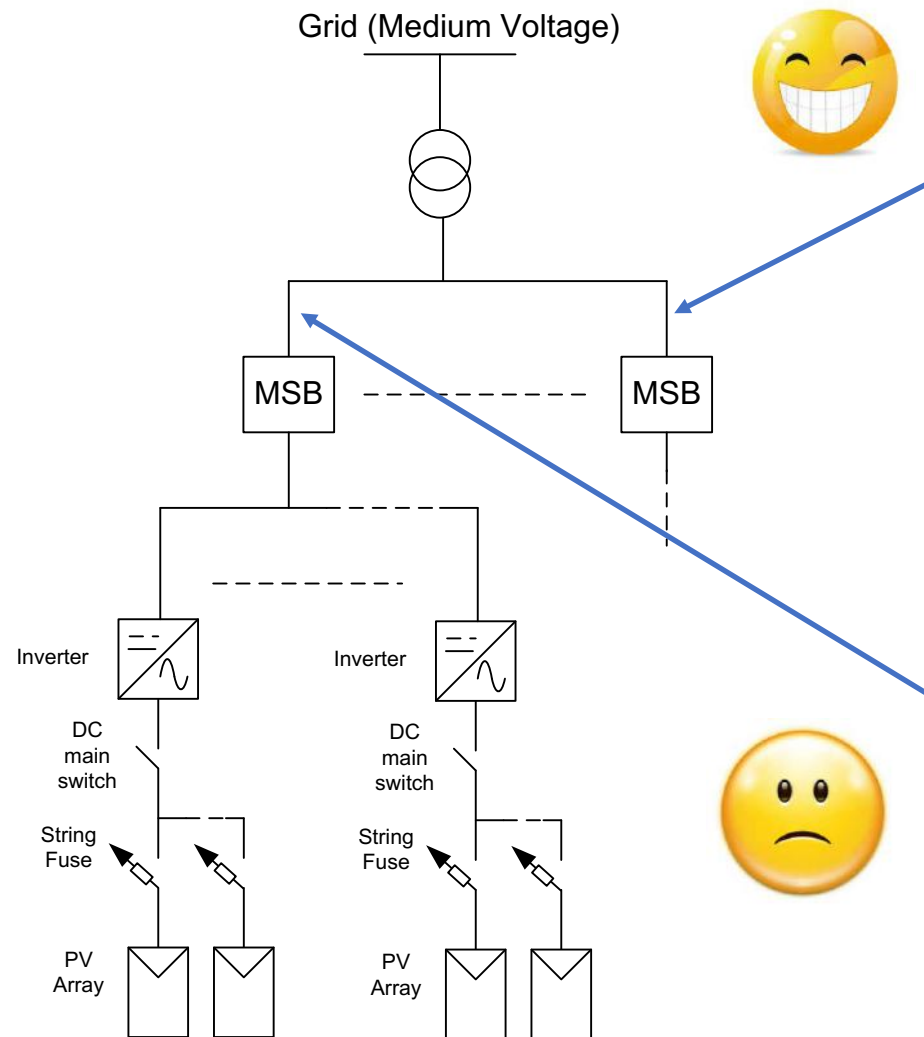 Grid (Medium Voltage)
MSB
MSB
Inverter
Inverter
DC
main
switch
DC
main
switch
String
Fuse
String
Fuse
PV
Array
PV
Array